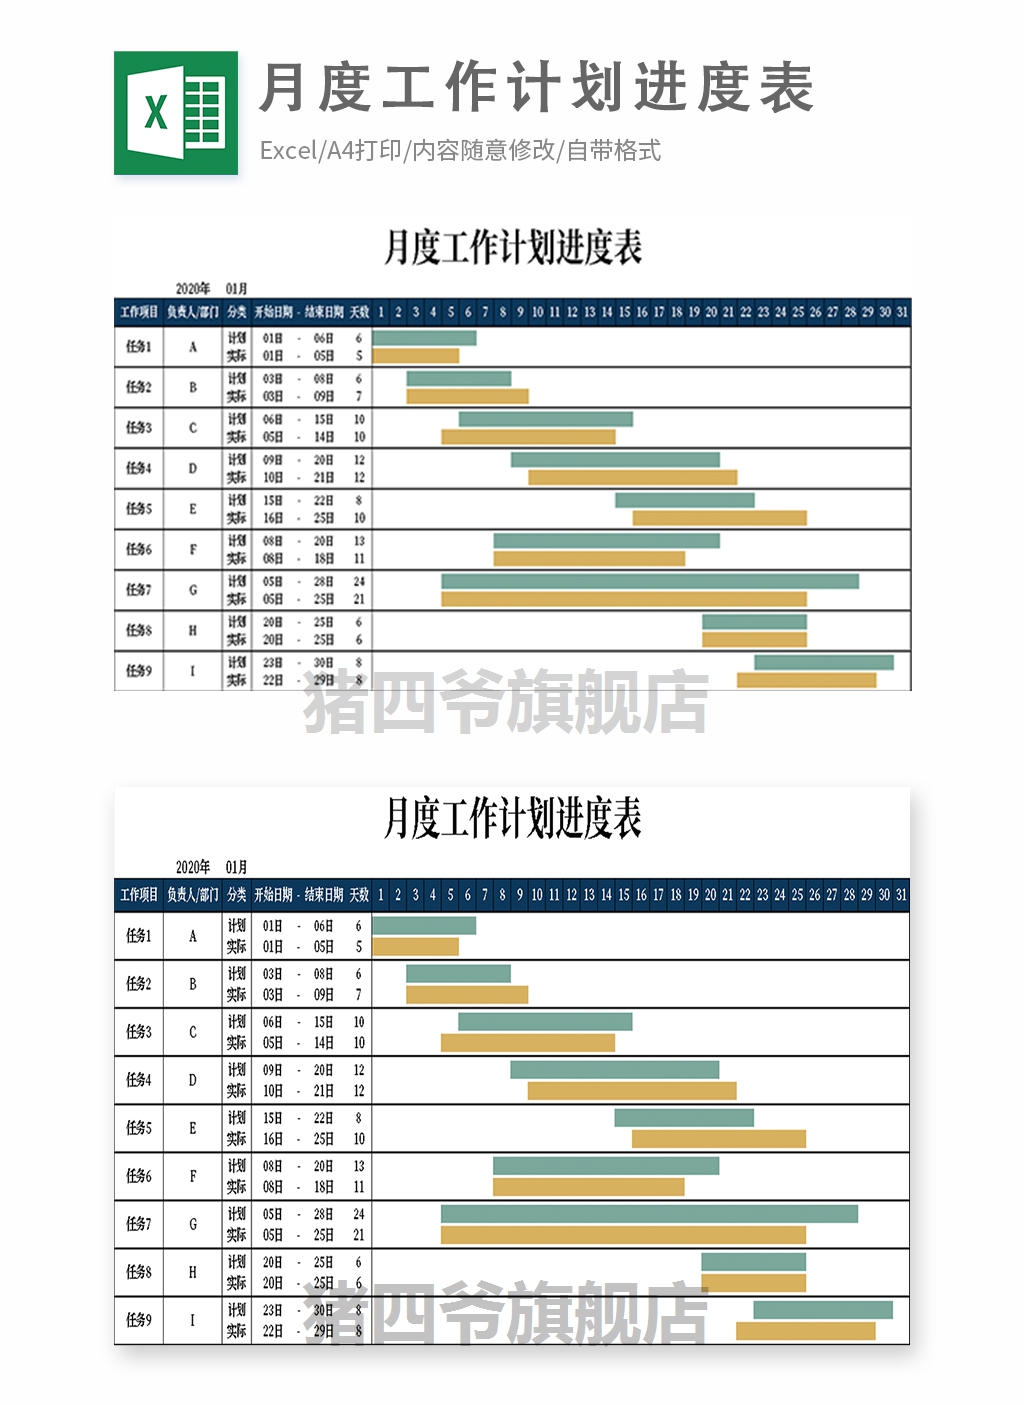 X
月度工作计划进度表
Excel/A4打印/内容随意修改/自带格式
月度工作计划进度表
2020年 01月
工作项目 负责人/部门 分类 开始日期 - 结束日期 天数 1 2 3 4 5 6 7 8 9 10 11 12 13 14 15 16 17 18 19 20 21 22 23 24 25 26 27 28 29 30 31
任务1 A 计划 01日 - 06日 6
实际 01日 - 05日 5
任务2 B 计划 03日 - 08日 6
实际 03日 - 09日 7
任务3 C 计划 06日 - 15日 10
实际 05日 - 14日 10
任务4 D 计划 09日 - 20日 12
实际 10日 - 21日 12
任务5 E 计划 15日 - 22日 8
实际 16日 - 25日 10
任务6 F 计划 08日 - 20日 13
实际 08日 - 18日 11
任务7 G 计划 05日 - 28日 24
实际 05日 - 25日 21
任务8 H 计划 20日 - 25日 6
实际 20日 - 25日 6
任务9 I 计划 23日 - 30日 8
实际 22日 - 29日 8
猪四爷旗舰店
月度工作计划进度表
2020年 01月
工作项目 负责人/部门 分类 开始日期 - 结束日期 天数 1 2 3 4 5 6 7 8 9 10 11 12 13 14 15 16 17 18 19 20 21 22 23 24 25 26 27 28 29 30 31
任务1 A 计划 01日 - 06日 6
实际 01日 - 05日 5
任务2 B 计划 03日 - 08日 6
实际 03日 - 09日 7
任务3 C 计划 06日 - 15日 10
实际 05日 - 14日 10
任务4 D 计划 09日 - 20日 12
实际 10日 - 21日 12
任务5 E 计划 15日 - 22日 8
实际 16日 - 25日 10
任务6 F 计划 08日 - 20日 13
实际 08日 - 18日 11
任务7 G 计划 05日 - 28日 24
实际 05日 - 25日 21
任务8 H 计划 20日 - 25日 6
实际 20日 - 25日 6
任务9 I 计划 23日 - 30日 8
实际 22日 - 29日 8
猪四爷旗舰店